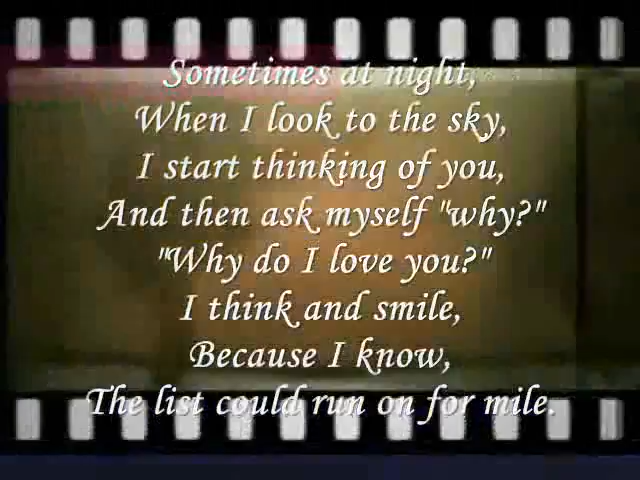 Sometimes at night,
When I look to the sky,
I start thinking of you,
And then ask myself "why?"
"Why do I love you?"
I think and smile,
Because I know,
The list could run on for mile.